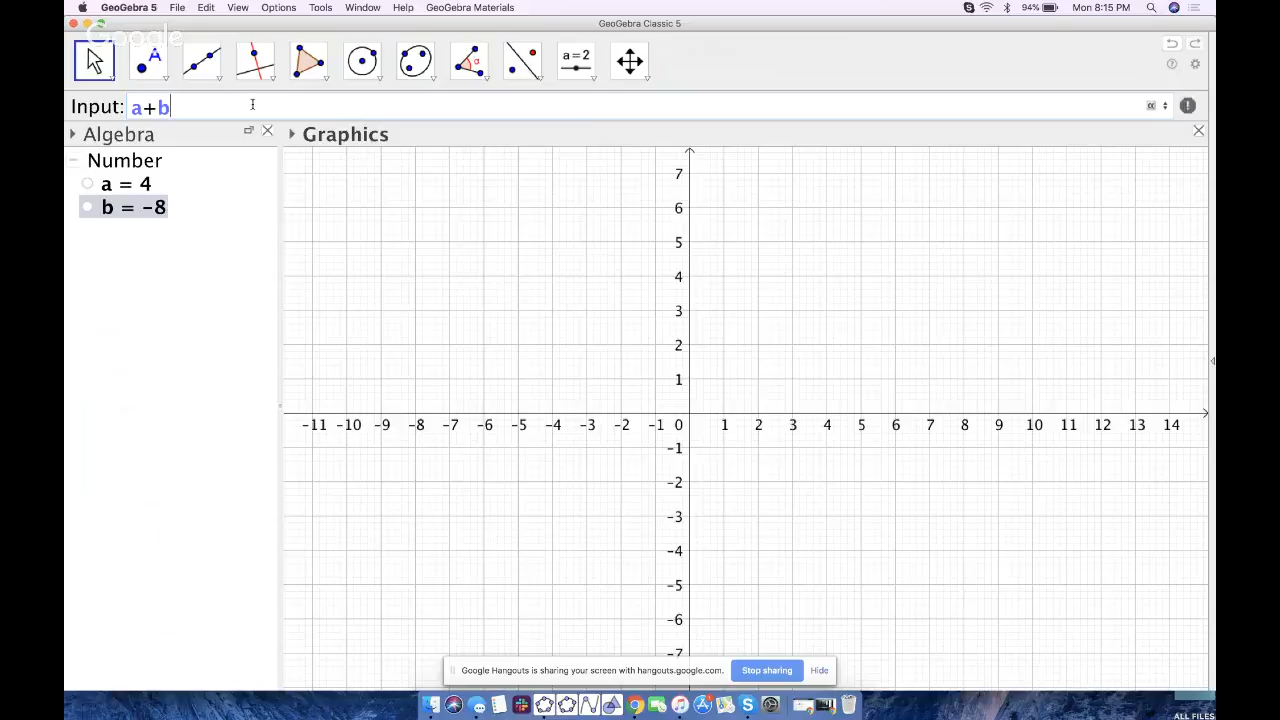 GeoGebra 5 File Edit View Options Tools Window Help GeoGebra Materials 94% Mon 8:15 PM
GeoGebra Classic 5
Google
A
α
a=2
Input: a+b
α
Algebra
Graphics
Number
a = 4
b = -8
7
6
5
4
3
2
1
-11 -10 -9 -8 -7 -6 -5 -4 -3 -2 -1 0 1 2 3 4 5 6 7 8 9 10 11 12 13 14
-1
-2
-3
-4
-5
-6
-7
Google Hangouts is sharing your screen with hangouts.google.com. Stop sharing Hide
ALL FILES